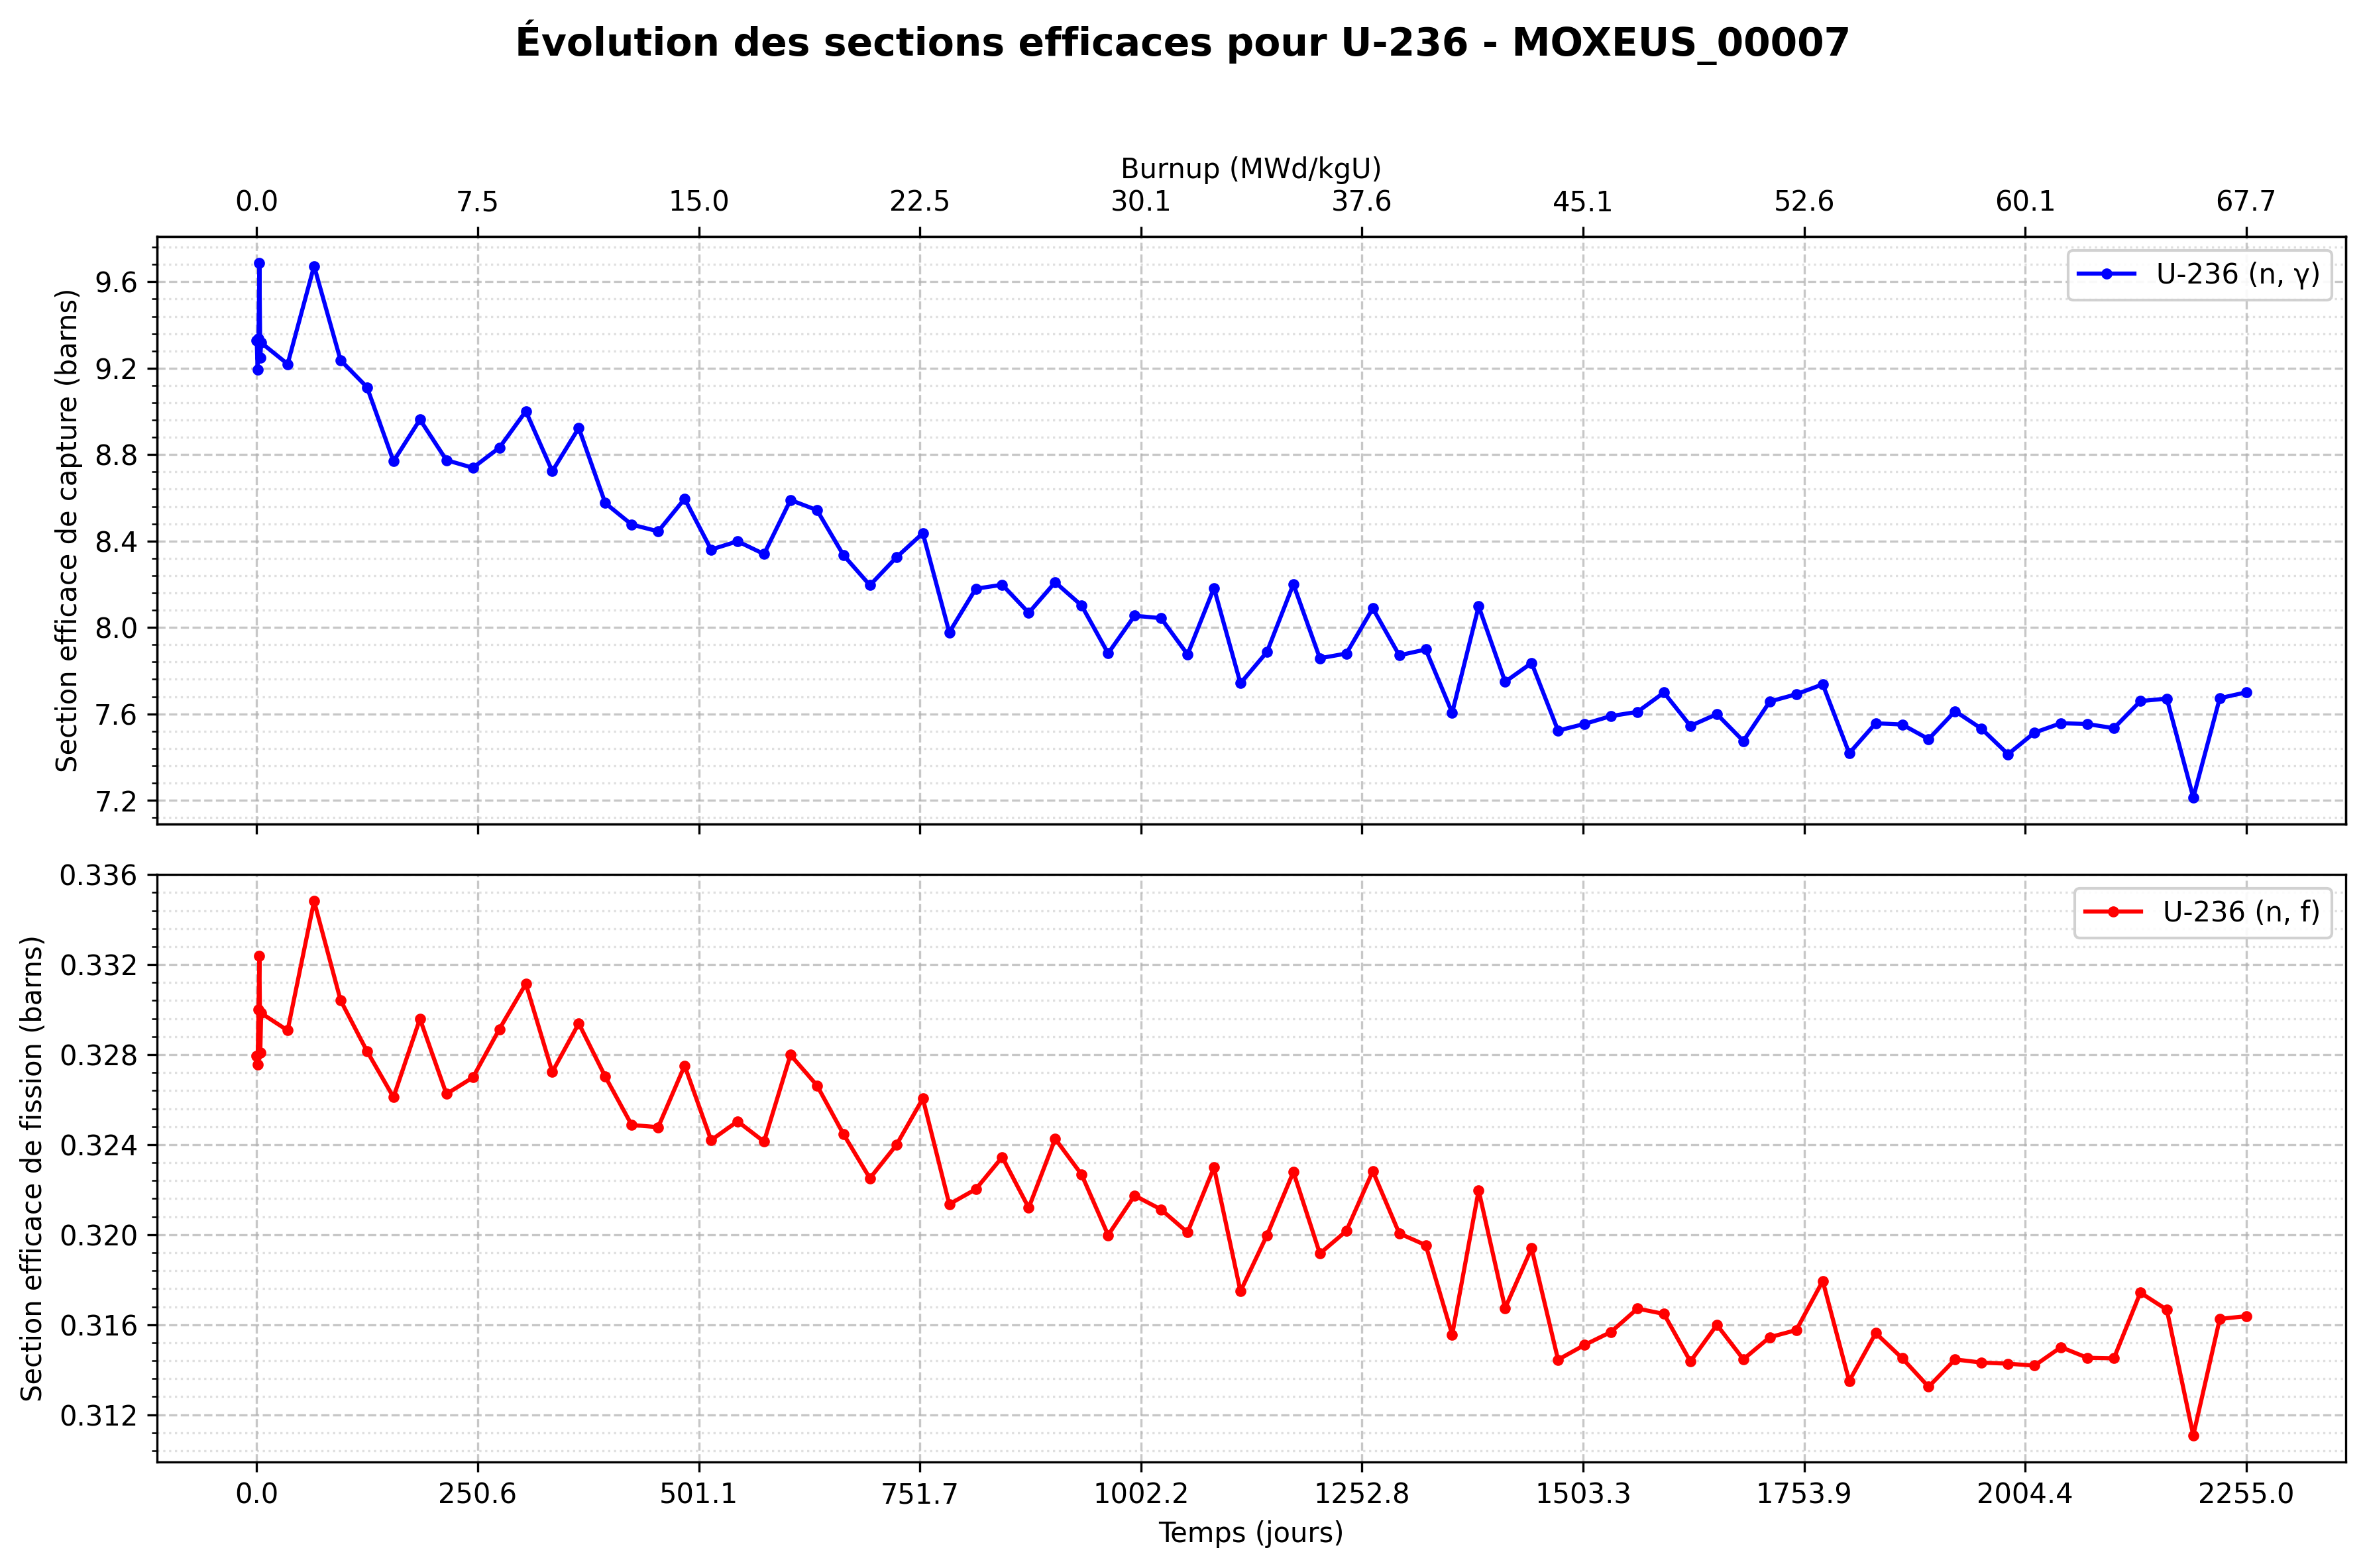 Évolution des sections efficaces pour U-236 - MOXEUS_00007
Burnup (MWd/kgU)
0.0 7.5 15.0 22.5 30.1 37.6 45.1 52.6 60.1 67.7
U-236 (n, γ)
Section efficace de capture (barns)
9.6
9.2
8.8
8.4
8.0
7.6
7.2
U-236 (n, f)
Section efficace de fission (barns)
0.336
0.332
0.328
0.324
0.320
0.316
0.312
0.0 250.6 501.1 751.7 1002.2 1252.8 1503.3 1753.9 2004.4 2255.0
Temps (jours)